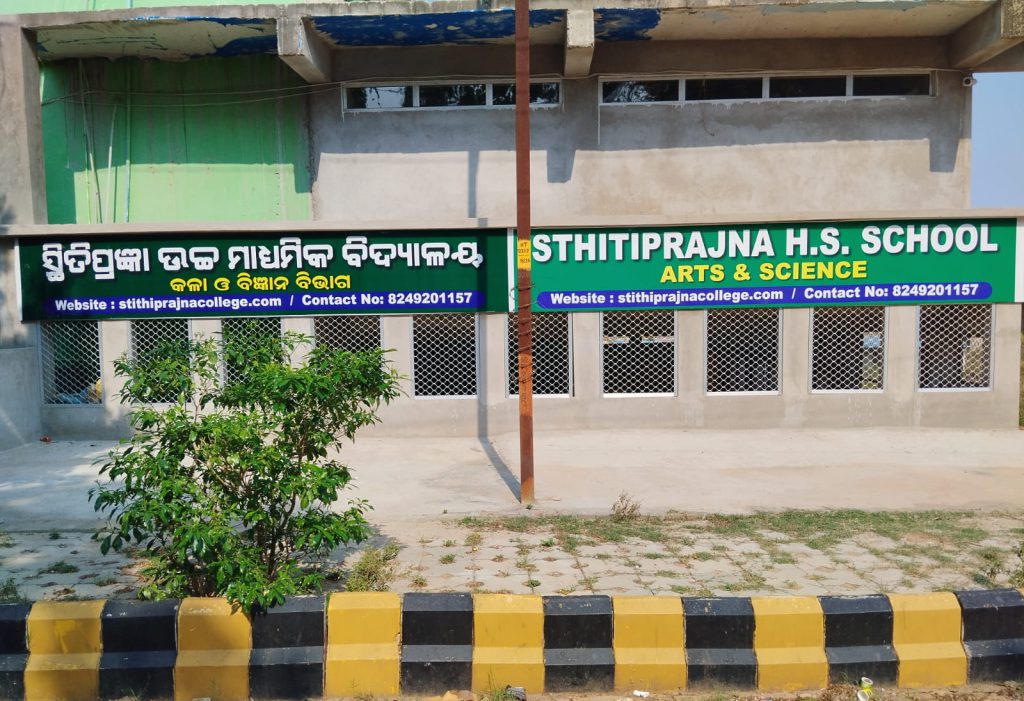 ସ୍ଥିତିପ୍ରଜ୍ଞା ଉଚ୍ଚ ମାଧ୍ୟମିକ ବିଦ୍ୟାଳୟ
କଳା ଓ ବିଜ୍ଞାନ ବିଭାଗ
Website : stithiprajnacollege.com / Contact No: 8249201157
STHITIPRAJNA H.S. SCHOOL
ARTS & SCIENCE
Website : stithiprajnacollege.com / Contact No: 8249201157